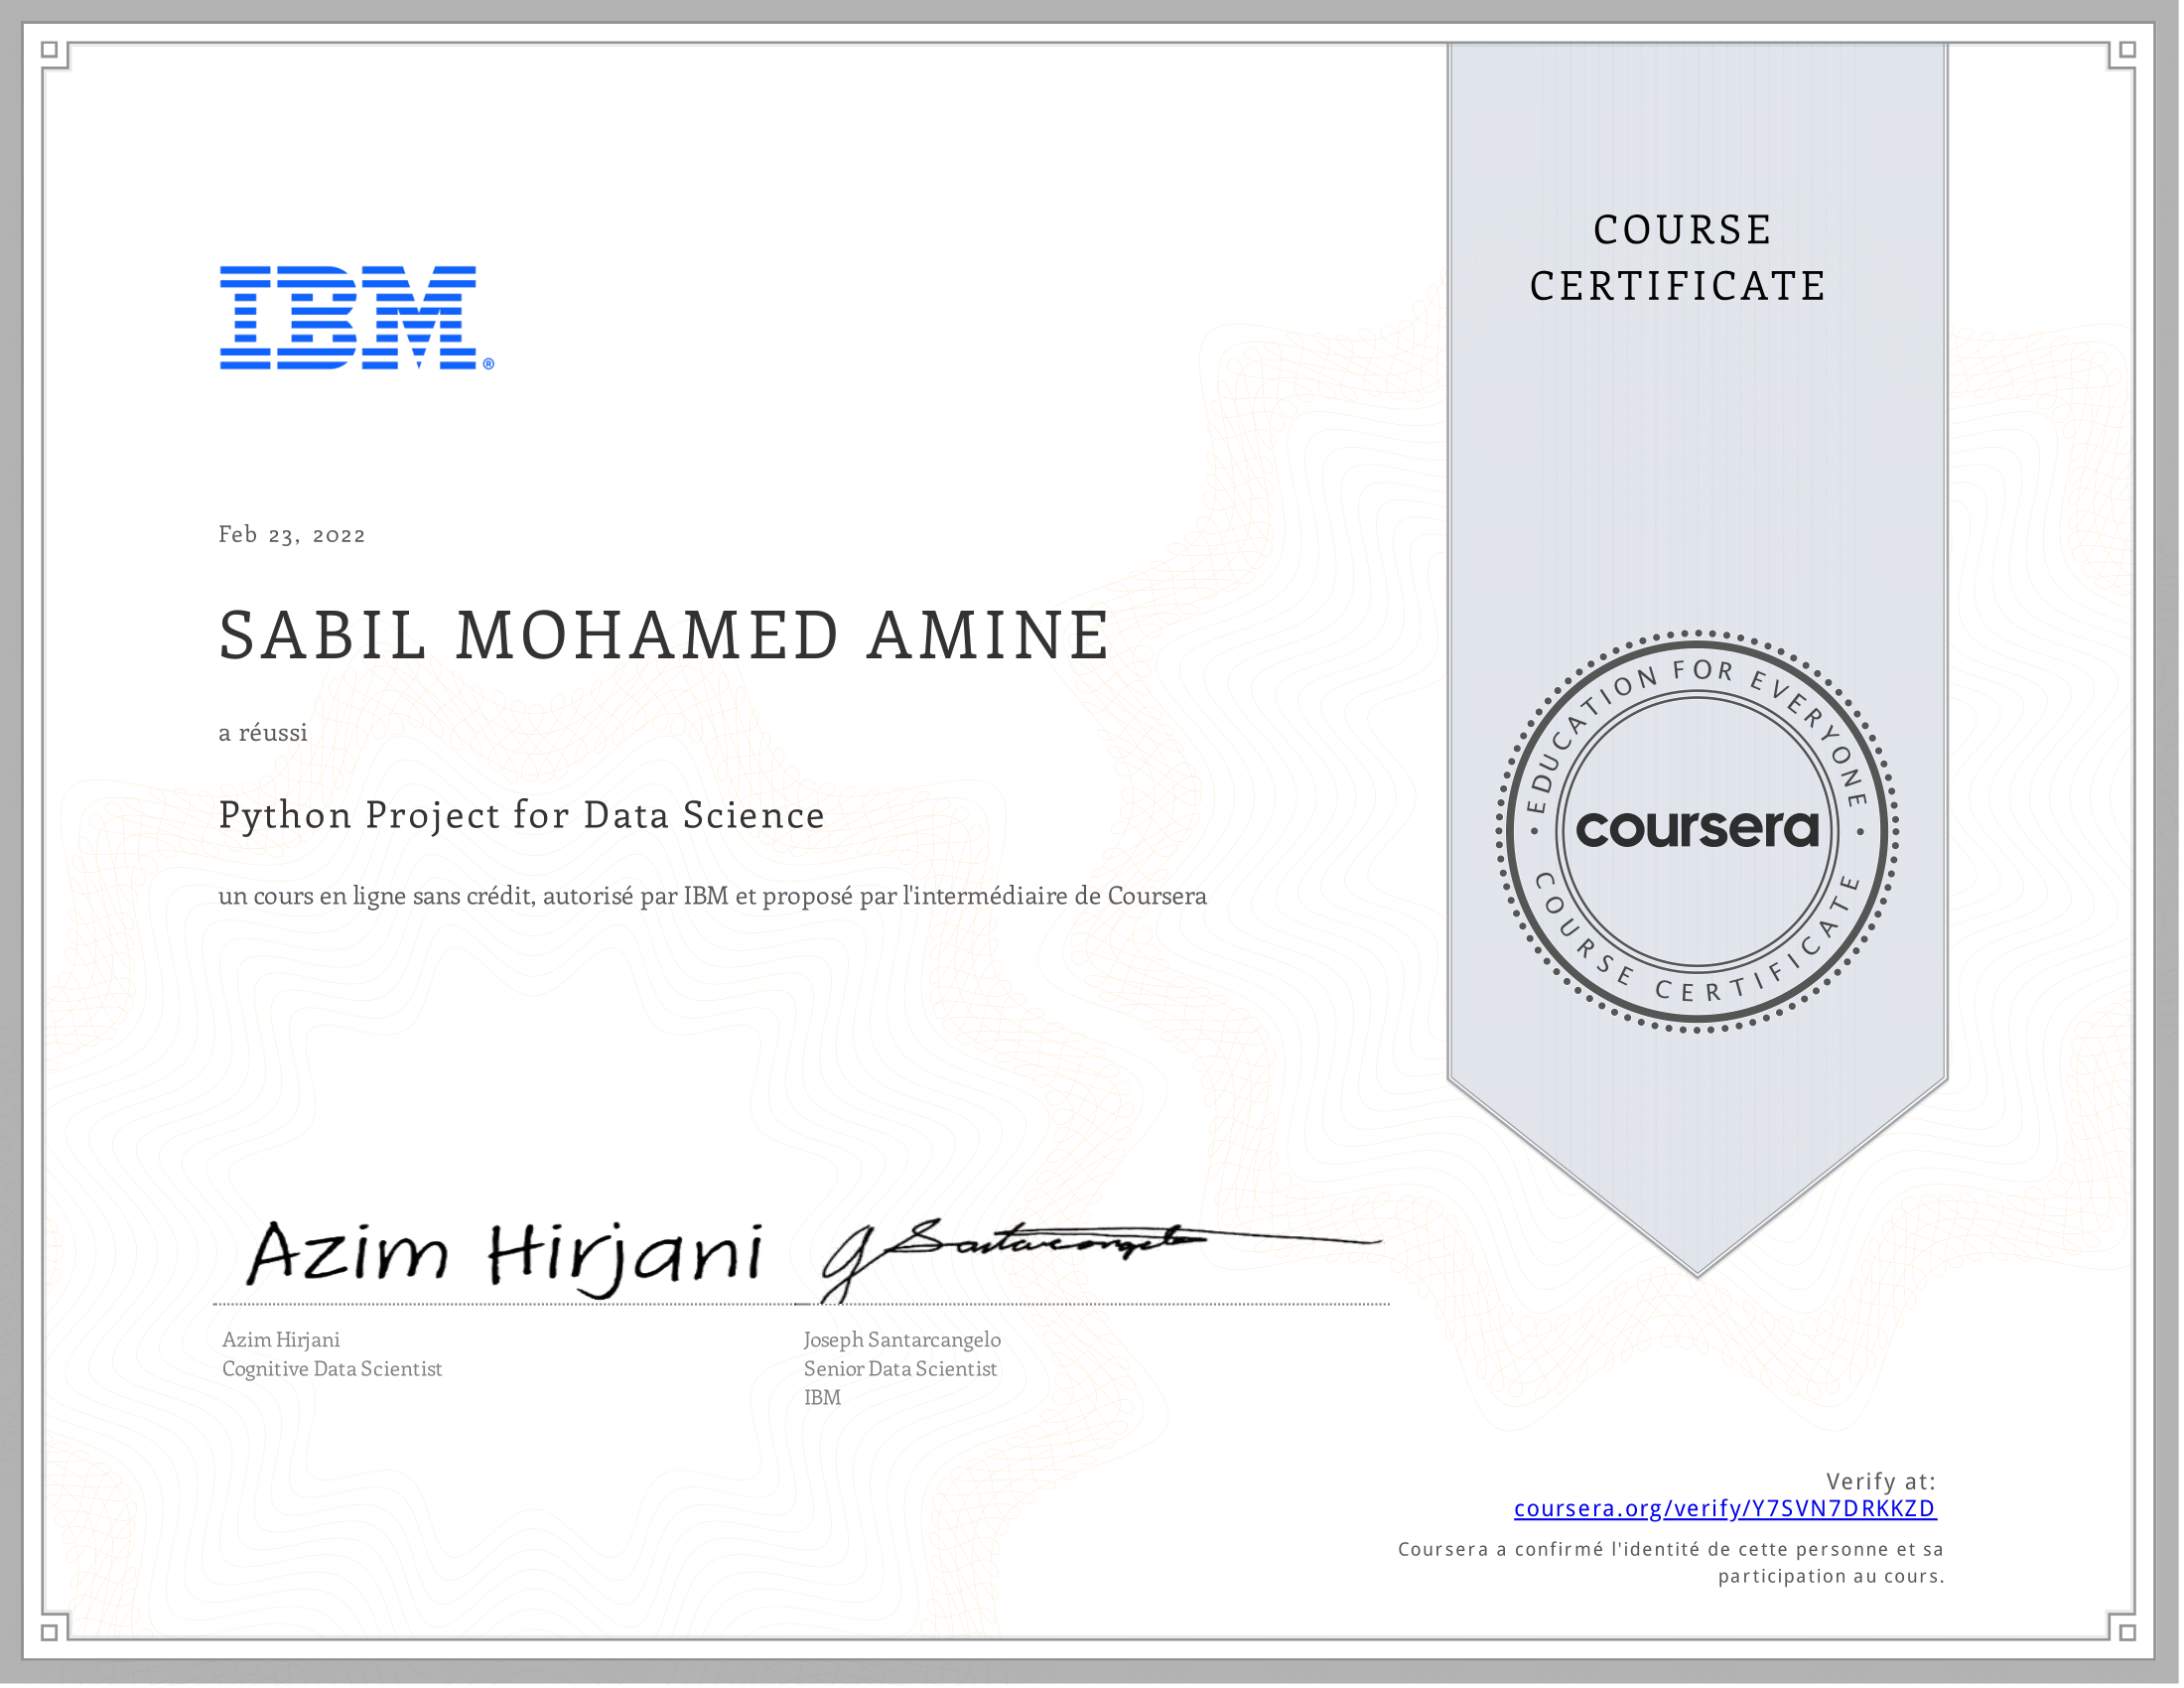 COURSE
CERTIFICATE
IBM®
Feb 23, 2022
SABIL MOHAMED AMINE
a réussi
Python Project for Data Science
un cours en ligne sans crédit, autorisé par IBM et proposé par l'intermédiaire de Coursera
EDUCATION FOR EVERYONE
coursera
COURSE CERTIFICATE
Azim Hirjani
J Santarcangelo
Azim Hirjani
Cognitive Data Scientist
Joseph Santarcangelo
Senior Data Scientist
IBM
Verify at:
coursera.org/verify/Y7SVN7DRKKZD
Coursera a confirmé l'identité de cette personne et sa
participation au cours.